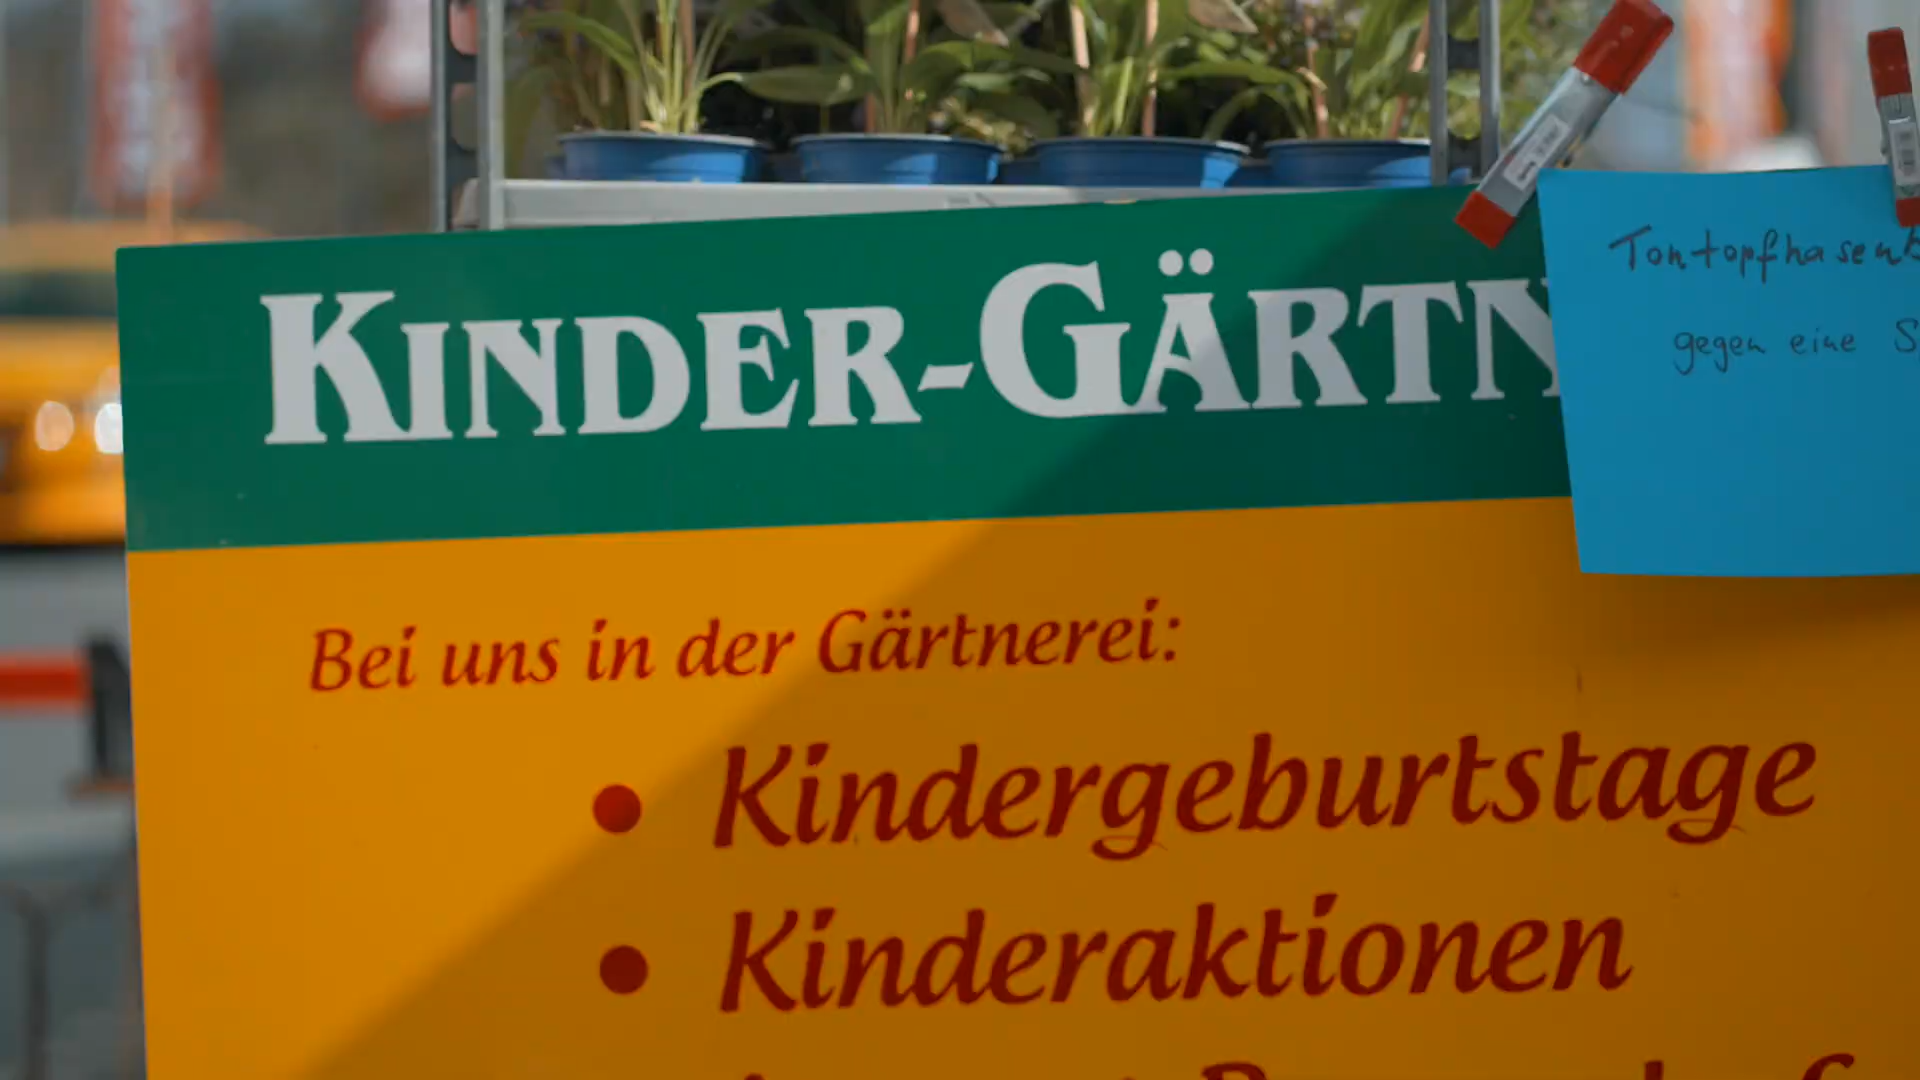 KINDER-GÄRTN
Tontopfhasen
gegen eine S
Bei uns in der Gärtnerei:
• Kindergeburtstage
• Kinderaktionen